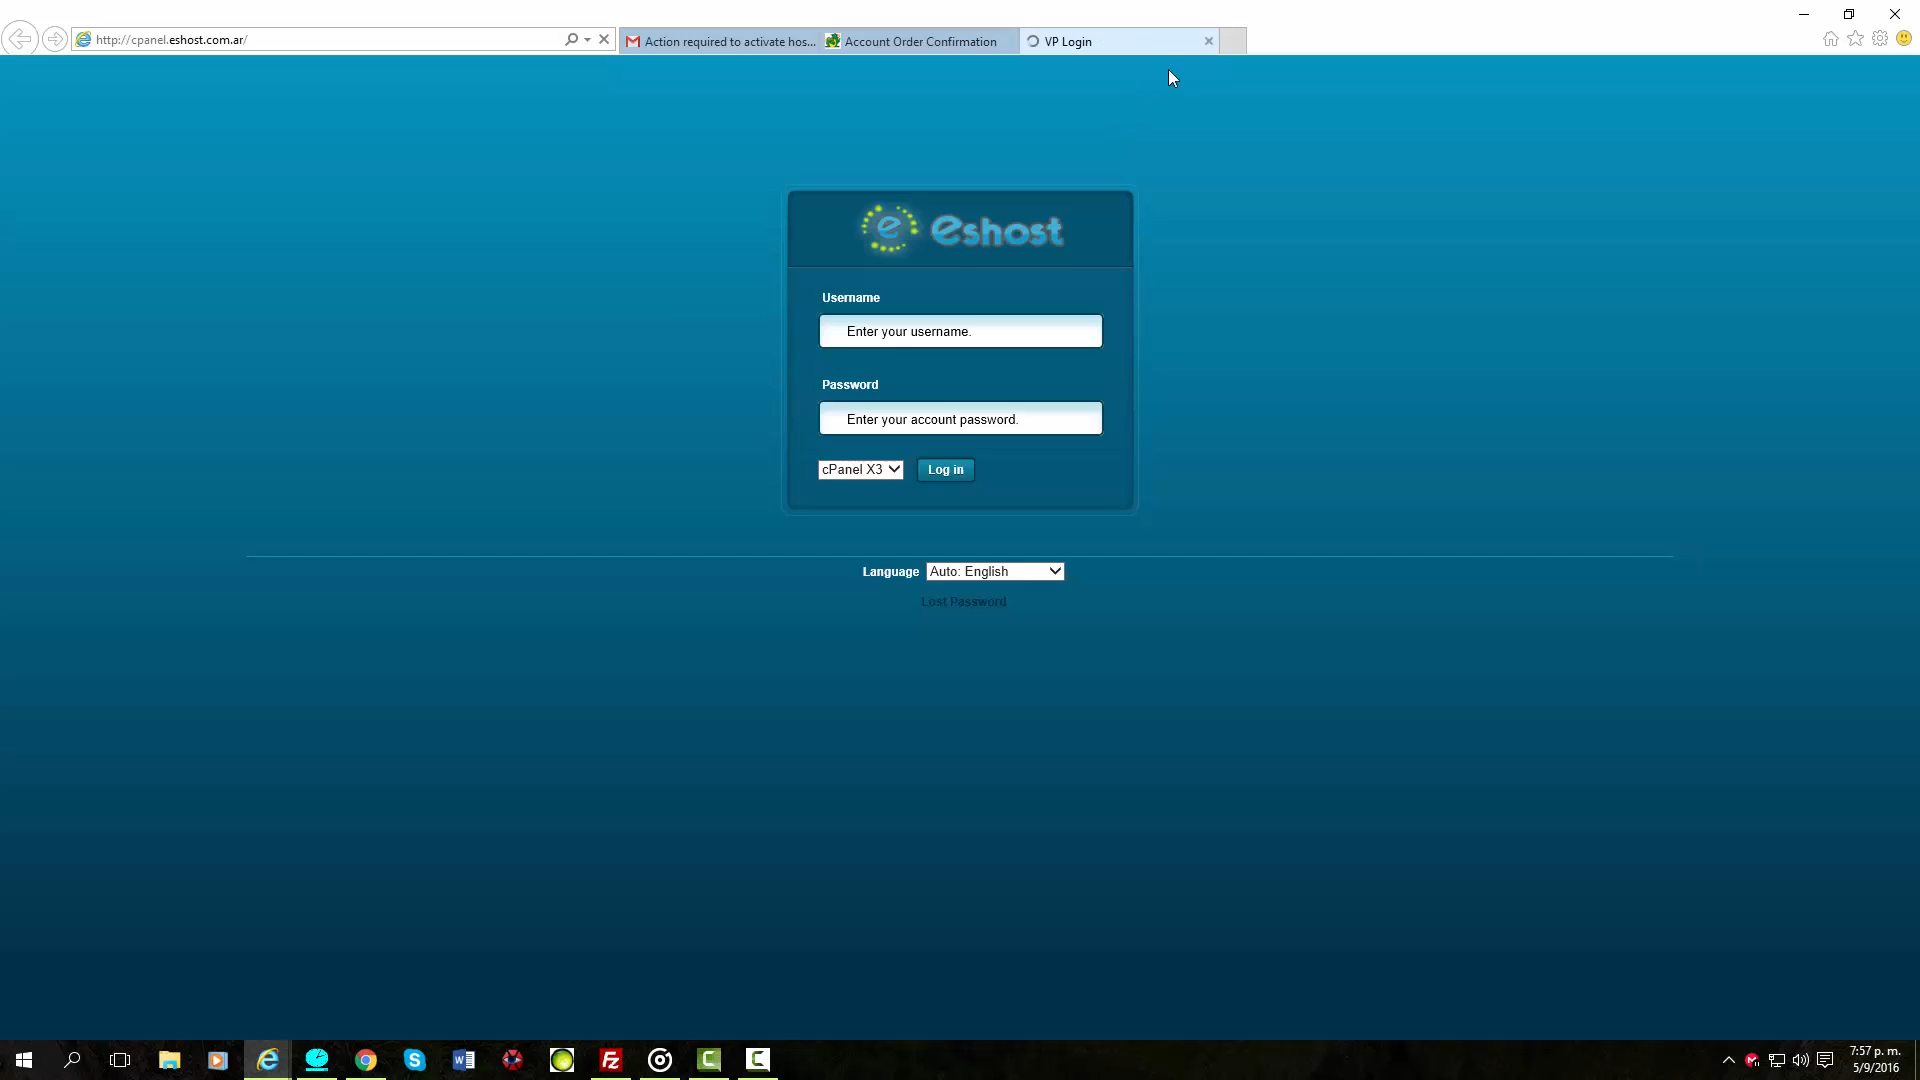 http://cpanel.eshost.com.ar/
Action required to activate hos...
Account Order Confirmation
VP Login
e eshost
Username
Enter your username.
Password
Enter your account password.
cPanel X3
Log in
Language
Auto: English
Lost Password
7:57 p. m.
5/9/2016